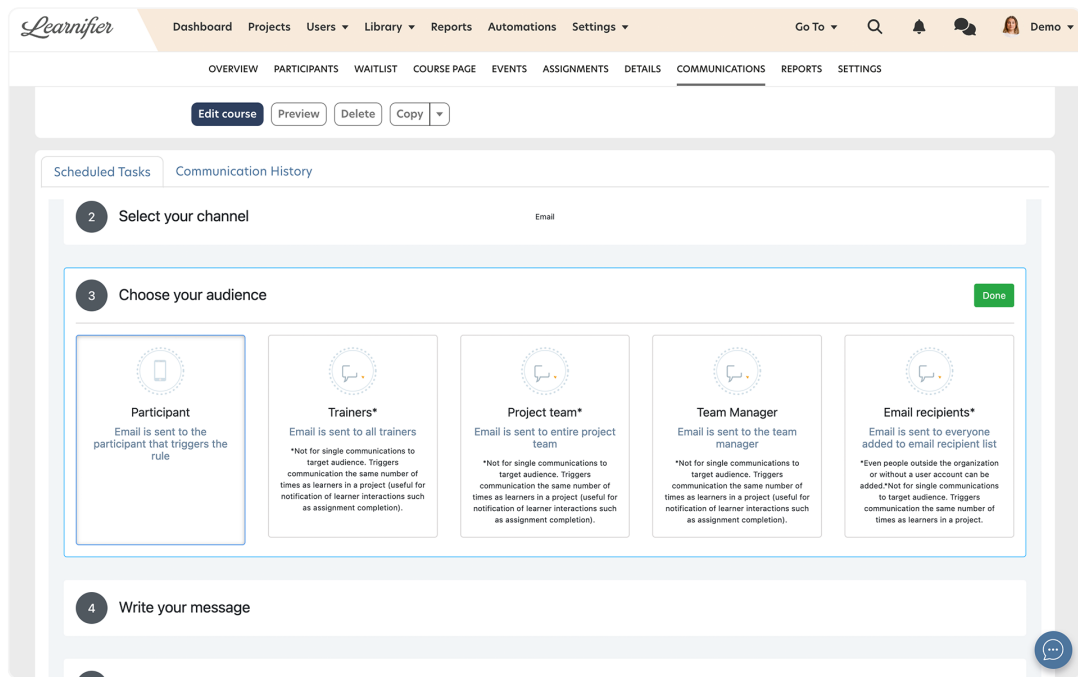 Learnifier
Dashboard Projects Users Library Reports Automations Settings Go To Demo
OVERVIEW PARTICIPANTS WAITLIST COURSE PAGE EVENTS ASSIGNMENTS DETAILS COMMUNICATIONS REPORTS SETTINGS
Edit course Preview Delete Copy
Scheduled Tasks Communication History
2 Select your channel Email
3 Choose your audience Done
Participant
Email is sent to the
participant that triggers the
rule
Trainers*
Email is sent to all trainers
*Not for single communications to
target audience. Triggers
communication the same number of
times as learners in a project (useful for
notification of learner interactions such
as assignment completion).
Project team*
Email is sent to entire project
team
*Not for single communications to
target audience. Triggers
communication the same number of
times as learners in a project (useful for
notification of learner interactions such
as assignment completion).
Team Manager
Email is sent to the team
manager
*Not for single communications to
target audience. Triggers
communication the same number of
times as learners in a project (useful for
notification of learner interactions such
as assignment completion).
Email recipients*
Email is sent to everyone
added to email recipient list
*Even people outside the organization
or without a user account can be
added.*Not for single communications
to target audience. Triggers
communication the same number of
times as learners in a project.
4 Write your message